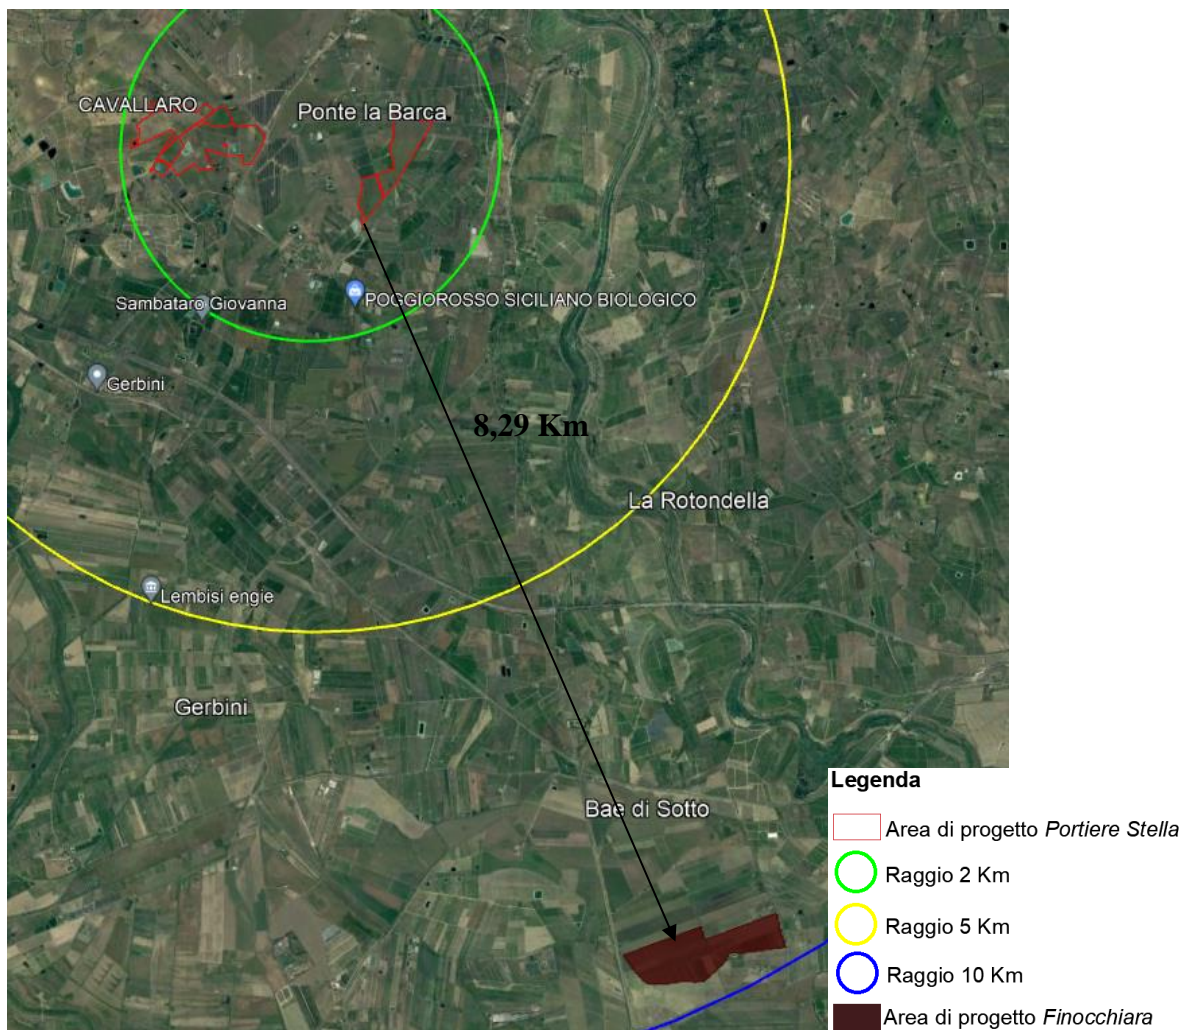 CAVALLARO
Ponte la Barca
Sambataro Giovanna
POGGIOROSSO SICILIANO BIOLOGICO
Gerbini
8,29 Km
La Rotondella
Lembisi engie
Gerbini
Bae di Sotto
Legenda
Area di progetto Portiere Stella
Raggio 2 Km
Raggio 5 Km
Raggio 10 Km
Area di progetto Finocchiara